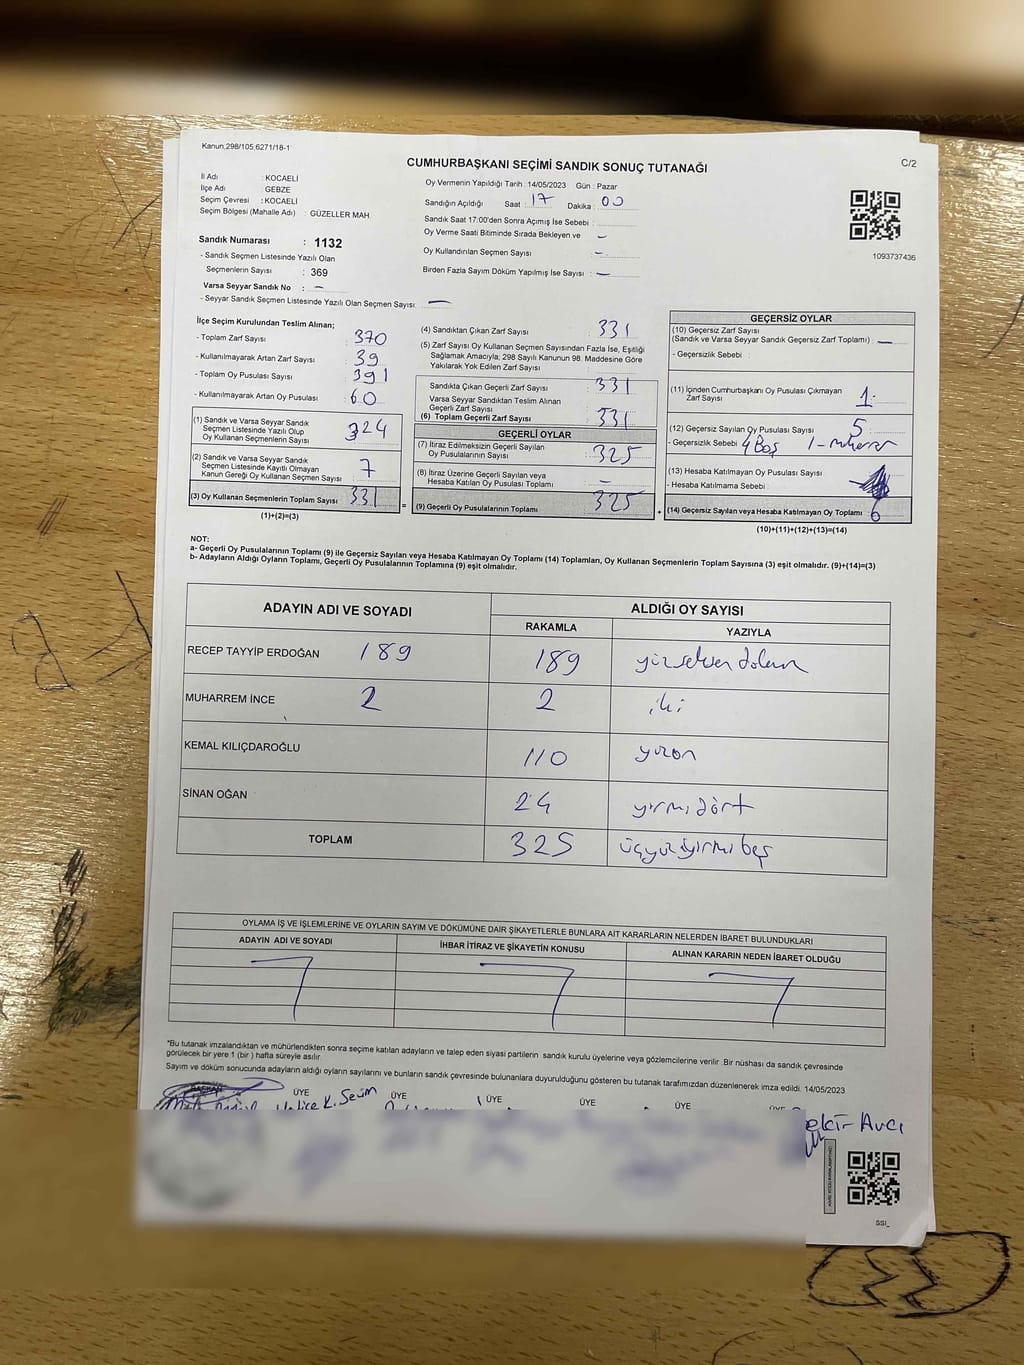 Kanun;298/105;6271/18-1
C/2
CUMHURBAŞKANI SEÇİMİ SANDIK SONUÇ TUTANAĞI
İl Adı : KOCAELİ
İlçe Adı : GEBZE
Seçim Çevresi : KOCAELİ
Seçim Bölgesi (Mahalle Adı) : GÜZELLER MAH.
Sandık Numarası : 1132
- Sandık Seçmen Listesinde Yazılı Olan
Seçmenlerin Sayısı : 369
Varsa Seyyar Sandık No : -
- Seyyar Sandık Seçmen Listesinde Yazılı Olan Seçmen Sayısı: -
Oy Vermenin Yapıldığı Tarih : 14/05/2023 Gün : Pazar
Sandığın Açıldığı Saat : 17 Dakika : 00
Sandık Saat 17:00'den Sonra Açımış İse Sebebi :
Oy Verme Saati Bitiminde Sırada Bekleyen ve -
Oy Kullandırılan Seçmen Sayısı : -
Birden Fazla Sayım Döküm Yapılmış İse Sayısı : -
1093737436
İlçe Seçim Kurulundan Teslim Alınan;
- Toplam Zarf Sayısı : 370
- Kullanılmayarak Artan Zarf Sayısı : 39
- Toplam Oy Pusulası Sayısı : 391
- Kullanılmayarak Artan Oy Pusulası : 60
(1) Sandık ve Varsa Seyyar Sandık
Seçmen Listesinde Yazılı Olup
Oy Kullanan Seçmenlerin Sayısı : 324
(2) Sandık ve Varsa Seyyar Sandık
Seçmen Listesinde Kayıtlı Olmayan
Kanun Gereği Oy Kullanan Seçmen Sayısı : 7
(3) Oy Kullanan Seçmenlerin Toplam Sayısı : 331
(1)+(2)=(3)
(4) Sandıktan Çıkan Zarf Sayısı : 331
(5) Zarf Sayısı Oy Kullanan Seçmen Sayısından Fazla İse, Eşitliği
Sağlamak Amacıyla; 298 Sayılı Kanunun 98. Maddesine Göre
Yakılarak Yok Edilen Zarf Sayısı :
Sandıkta Çıkan Geçerli Zarf Sayısı : 331
Varsa Seyyar Sandıktan Teslim Alınan
Geçerli Zarf Sayısı :
(6) Toplam Geçerli Zarf Sayısı : 331
GEÇERLİ OYLAR
(7) İtiraz Edilmeksizin Geçerli Sayılan
Oy Pusulalarının Sayısı : 325
(8) İtiraz Üzerine Geçerli Sayılan veya
Hesaba Katılan Oy Pusulası Toplamı : -
(9) Geçerli Oy Pusulalarının Toplamı : 325
GEÇERSİZ OYLAR
(10) Geçersiz Zarf Sayısı
(Sandık ve Varsa Seyyar Sandık Geçersiz Zarf Toplamı) : -
- Geçersizlik Sebebi :
(11) İçinden Cumhurbaşkanı Oy Pusulası Çıkmayan
Zarf Sayısı : 1
(12) Geçersiz Sayılan Oy Pusulası Sayısı : 5
- Geçersizlik Sebebi : 4 Boş 1-
(13) Hesaba Katılmayan Oy Pusulası Sayısı :
- Hesaba Katılmama Sebebi :
(14) Geçersiz Sayılan veya Hesaba Katılmayan Oy Toplamı : 6
(10)+(11)+(12)+(13)=(14)
NOT:
a- Geçerli Oy Pusulalarının Toplamı (9) ile Geçersiz Sayılan veya Hesaba Katılmayan Oy Toplamı (14) Toplamları, Oy Kullanan Seçmenlerin Toplam Sayısına (3) eşit olmalıdır. (9)+(14)=(3)
b- Adayların Aldığı Oyların Toplamı, Geçerli Oy Pusulalarının Toplamına (9) eşit olmalıdır.
ADAYIN ADI VE SOYADI ALDIĞI OY SAYISI
RAKAMLA YAZIYLA
RECEP TAYYİP ERDOĞAN 189 189 yüzseksen dokuz
MUHARREM İNCE 2 2 iki
KEMAL KILIÇDAROĞLU 110 yüzon
SİNAN OĞAN 24 yirmidört
TOPLAM 325 üçyüzyirmibeş
OYLAMA İŞ VE İŞLEMLERİNE VE OYLARIN SAYIM VE DÖKÜMÜNE DAİR ŞİKAYETLERLE BUNLARA AİT KARARLARIN NELERDEN İBARET BULUNDUKLARI
ADAYIN ADI VE SOYADI İHBAR İTİRAZ VE ŞİKAYETİN KONUSU ALINAN KARARIN NEDEN İBARET OLDUĞU
*Bu tutanak imzalandıktan ve mühürlendikten sonra seçime katılan adayların ve talep eden siyasi partilerin sandık kurulu üyelerine veya gözlemcilerine verilir .Bir nüshası da sandık çevresinde
görülecek bir yere 1 (bir ) hafta süreyle asılır.
Sayım ve döküm sonucunda adayların aldığı oyların sayılarını ve bunların sandık çevresinde bulunanlara duyurulduğunu gösteren bu tutanak tarafımızdan düzenlenerek imza edildi. 14/05/2023
BAŞKAN ÜYE ÜYE ÜYE ÜYE ÜYE ÜYE
Hatice K. Seçim
Avcı
SSI_